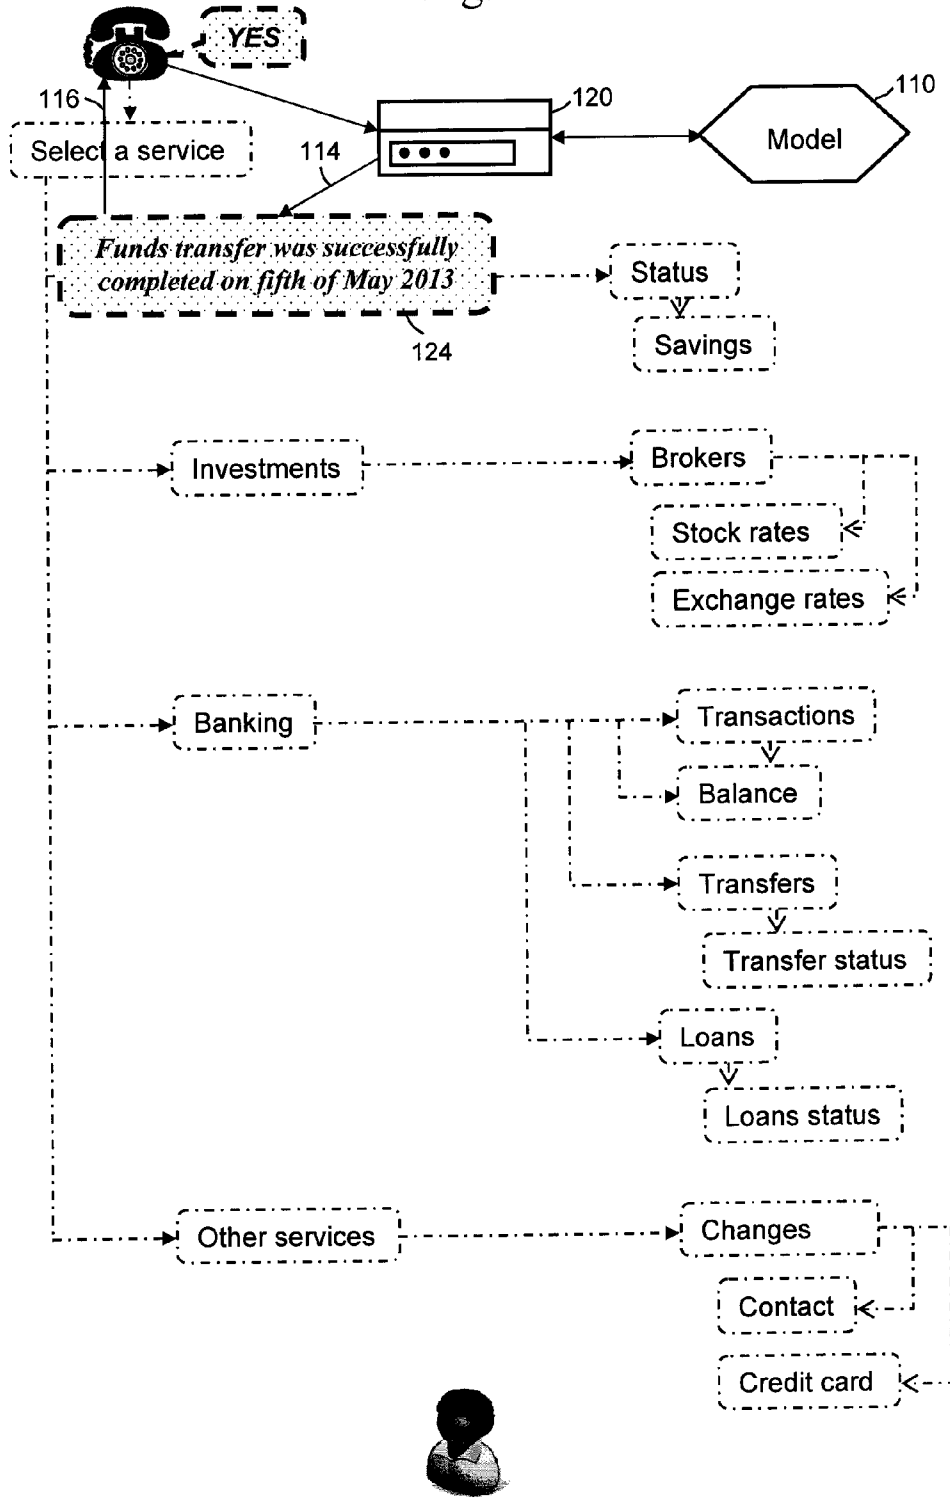 YES
116
120
110
Select a service
114
Model
Funds transfer was successfully
completed on fifth of May 2013
Status
124
Savings
Investments
Brokers
Stock rates
Exchange rates
Banking
Transactions
Balance
Transfers
Transfer status
Loans
Loans status
Other services
Changes
Contact
Credit card